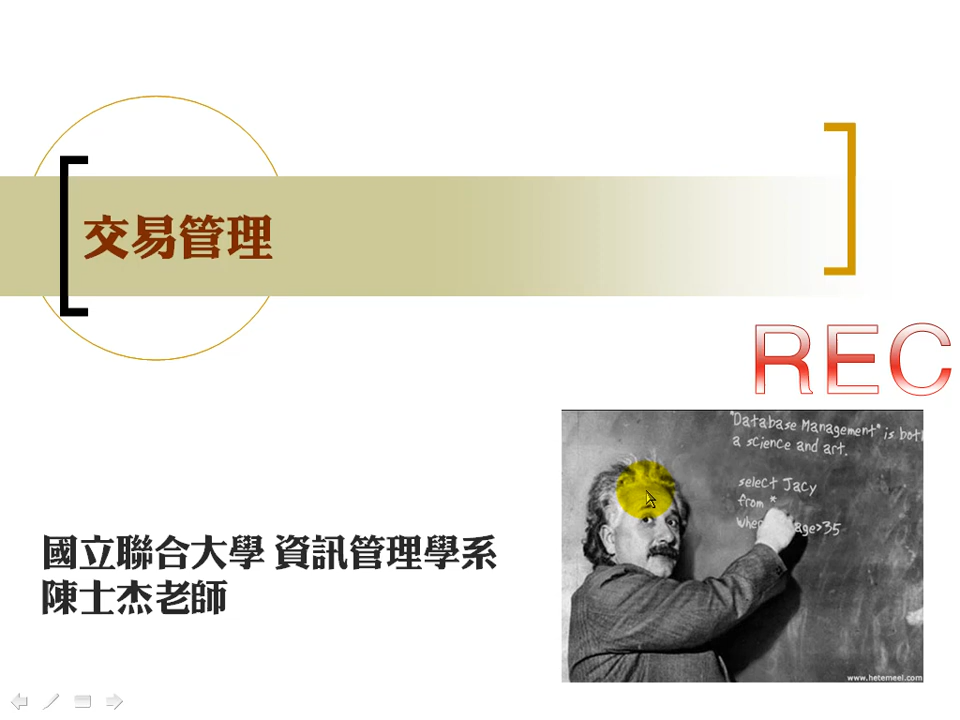 交易管理
REC
"Database Management" is both
a science and art.
select Jacy
from *
where age>35
國立聯合大學 資訊管理學系
陳士杰老師
www.hetemeel.com